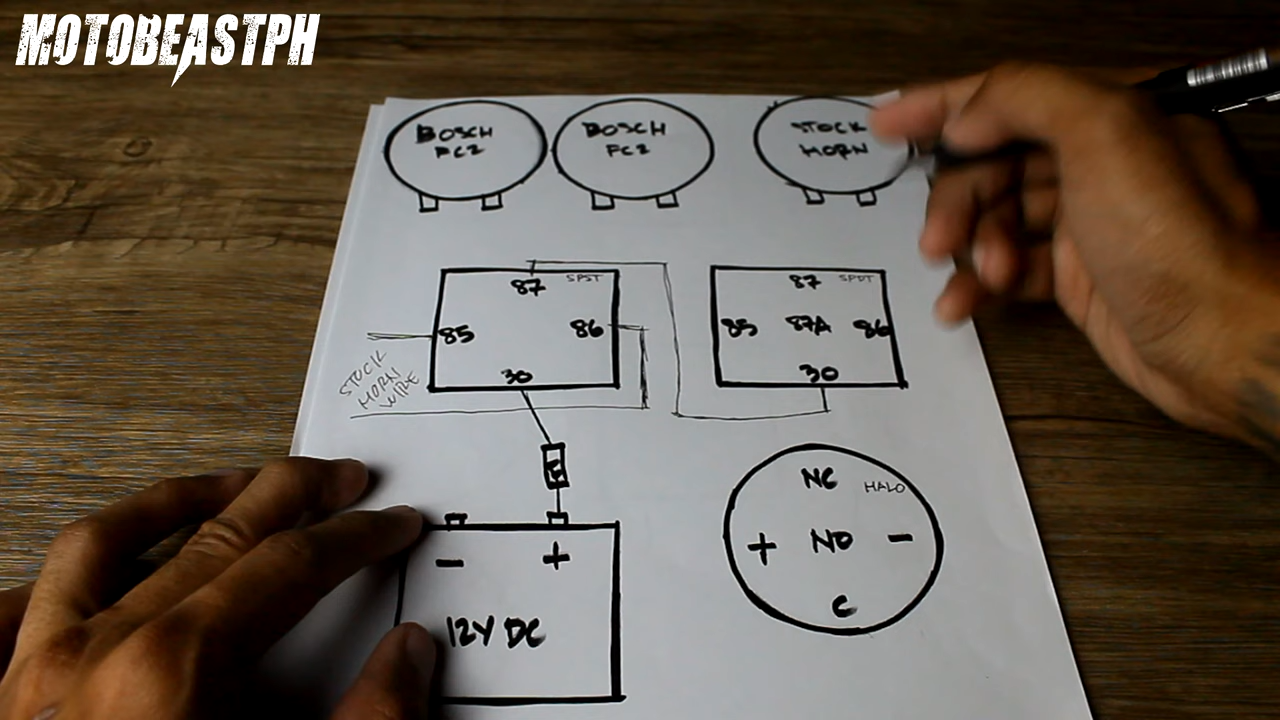 MOTOBEASTPH
BOSCH
FC2
BOSCH
FC2
STOCK
HORN
87
SPST
85
86
30
STOCK
HORN
WIRE
87
SPDT
85
87A
86
30
NC
HALO
+
NO
-
C
-
+
12V DC